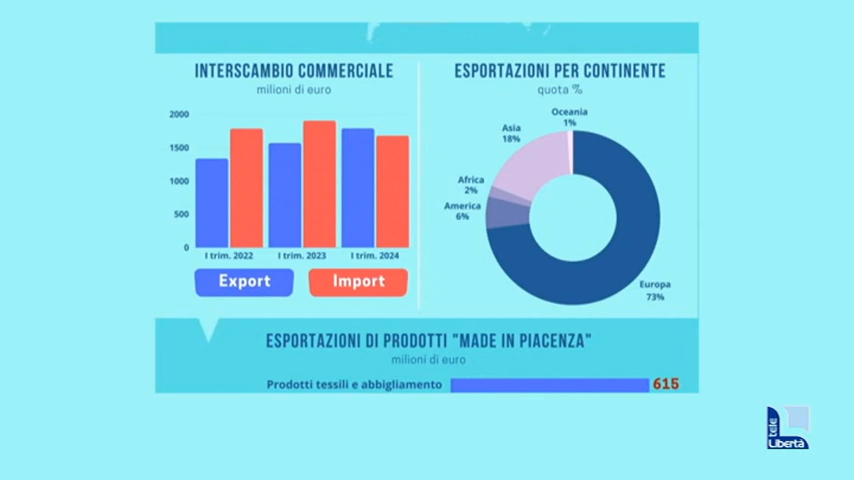 INTERSCAMBIO COMMERCIALE
milioni di euro
2000
1500
1000
500
0
I trim. 2022
I trim. 2023
I trim. 2024
Export
Import
ESPORTAZIONI PER CONTINENTE
quota %
Oceania
1%
Asia
18%
Africa
2%
America
6%
Europa
73%
ESPORTAZIONI DI PRODOTTI "MADE IN PIACENZA"
milioni di euro
Prodotti tessili e abbigliamento
615
tele
Libertà